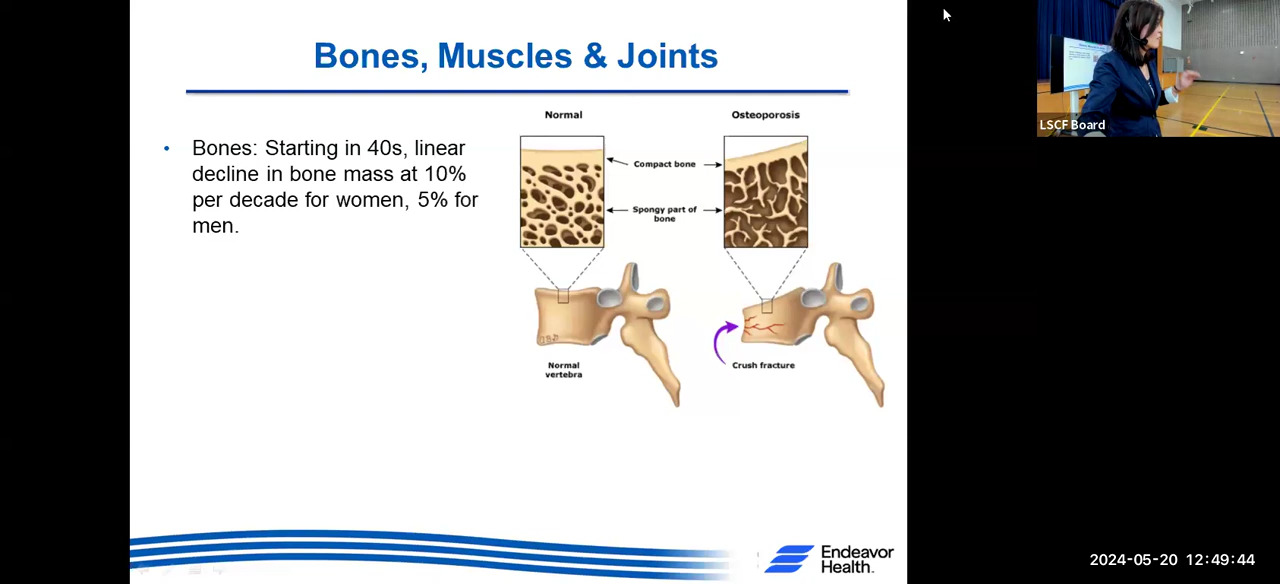 Bones, Muscles & Joints
• Bones: Starting in 40s, linear
decline in bone mass at 10%
per decade for women, 5% for
men.
Normal
Osteoporosis
Compact bone
Spongy part of
bone
Normal
vertebra
Crush fracture
Endeavor
Health.
LSCF Board
2024-05-20 12:49:44